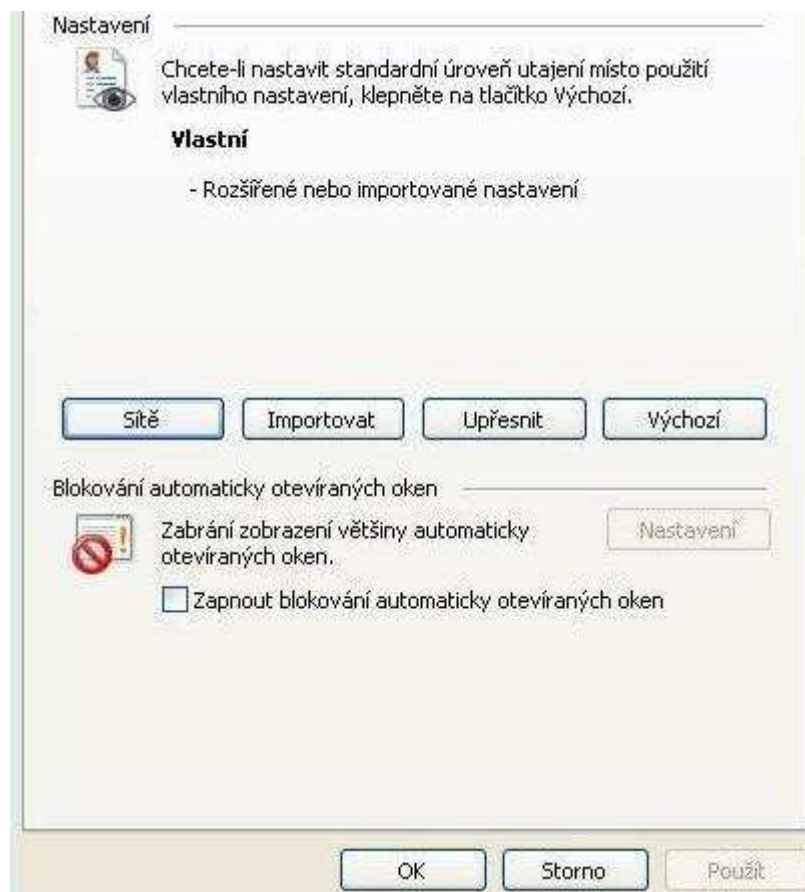 Nastavení
Chcete-li nastavit standardní úroveň utajení místo použití
vlastního nastavení, klepněte na tlačítko Výchozí.
Vlastní
- Rozšířené nebo importované nastavení
Sítě
Importovat
Upřesnit
Výchozí
Blokování automaticky otevíraných oken
Zabrání zobrazení většiny automaticky
otevíraných oken.
Nastavení
Zapnout blokování automaticky otevíraných oken
OK
Storno
Použít